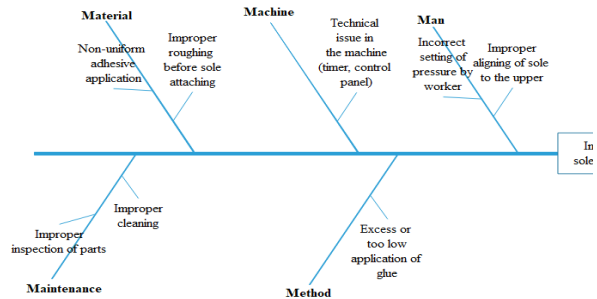 Material
Non-uniform
adhesive
application
Improper
roughing
before sole
attaching
Machine
Technical
issue in
the machine
(timer, control
panel)
Man
Incorrect
setting of
pressure by
worker
Improper
aligning of sole
to the upper
sole
Improper
inspection of parts
Improper
cleaning
Maintenance
Excess or
too low
application of
glue
Method